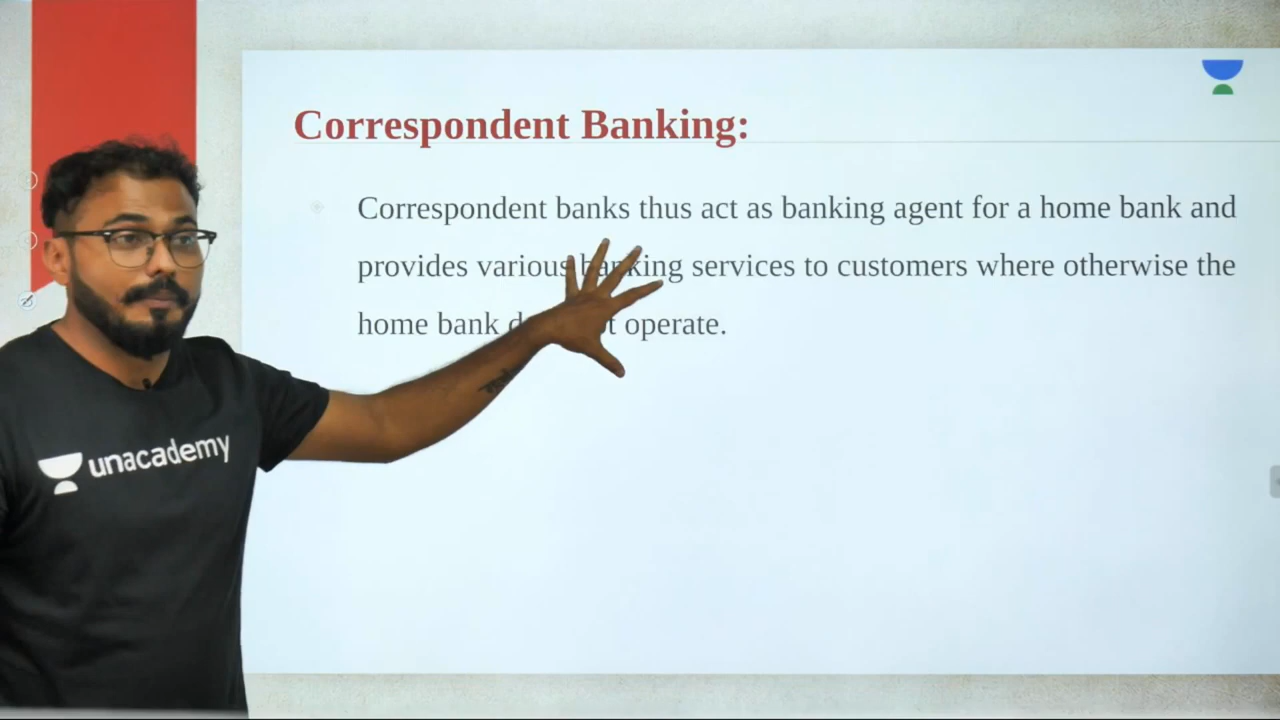 Correspondent Banking:
Correspondent banks thus act as banking agent for a home bank and
provides various banking services to customers where otherwise the
home bank operate.
unacademy